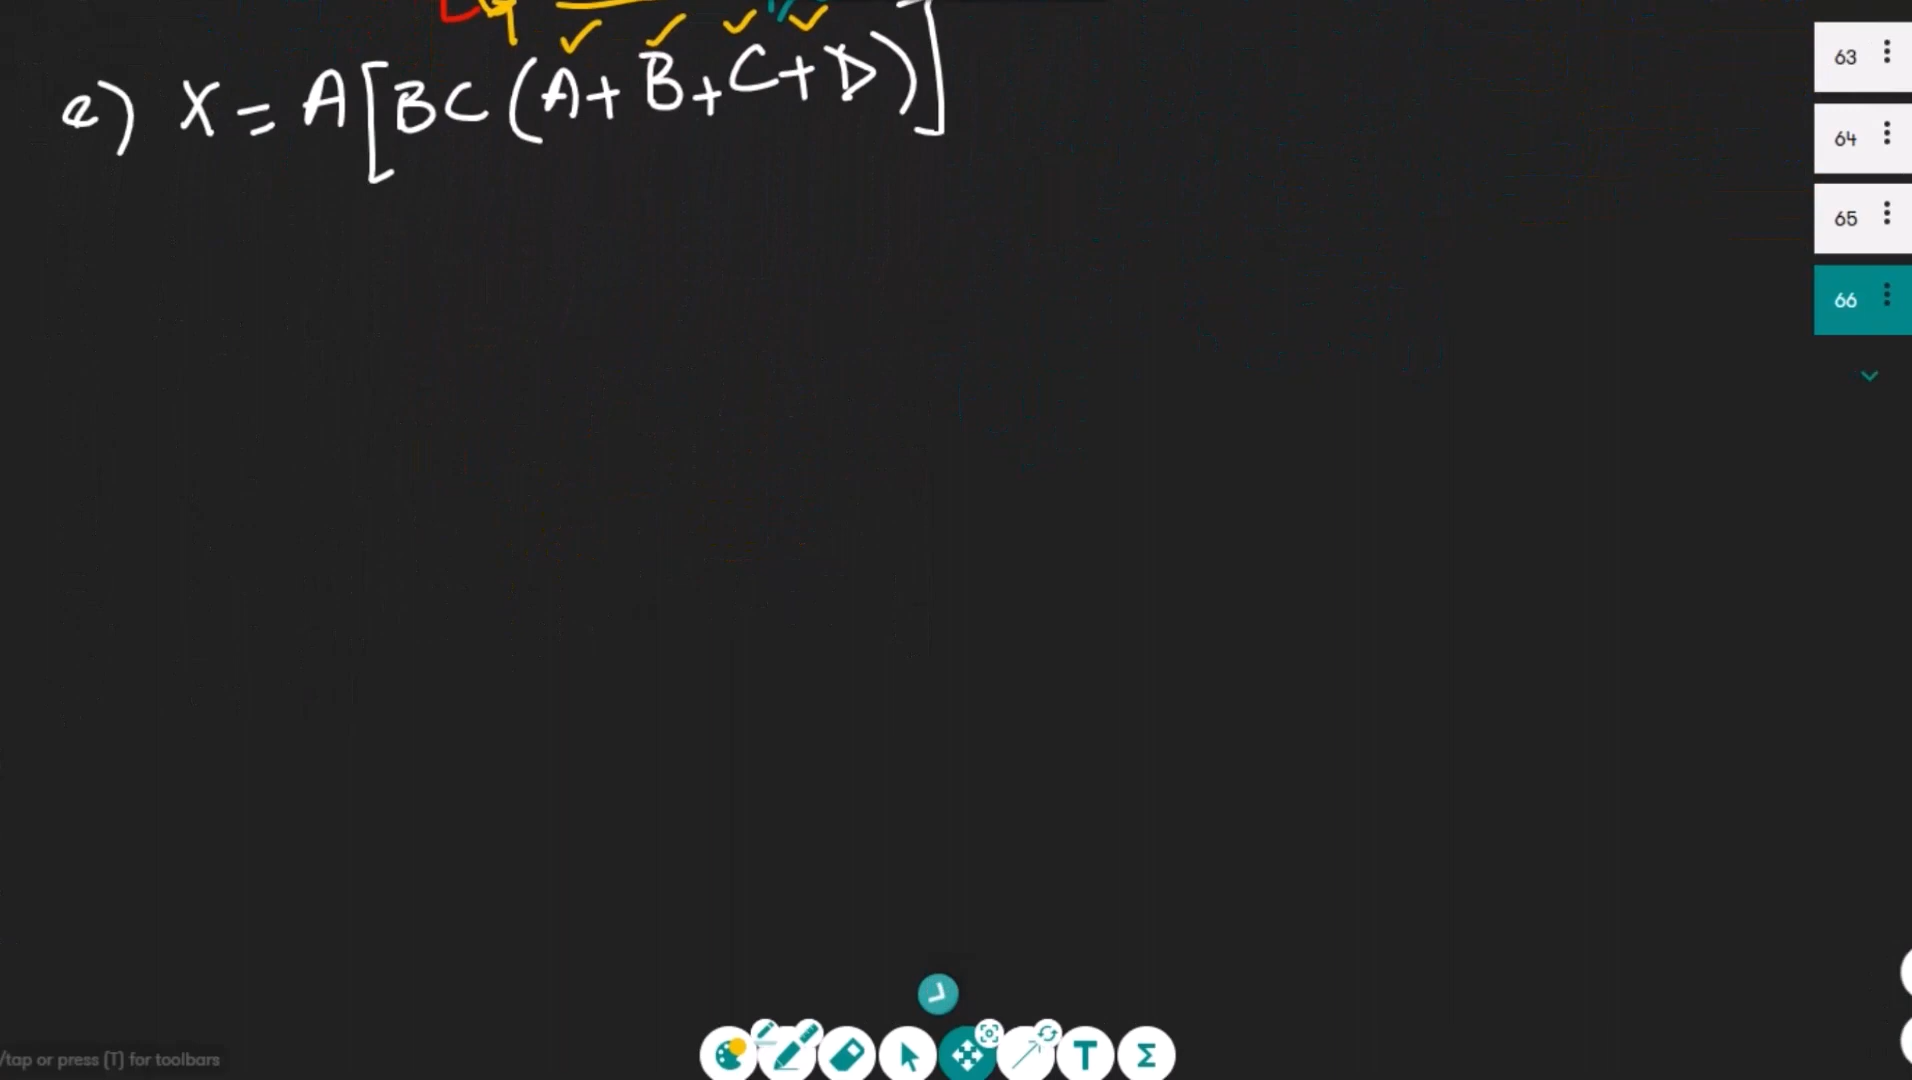 e) X = A[BC(A+B+C+D)]
63
64
65
66
T
Σ
/tap or press [T] for toolbars